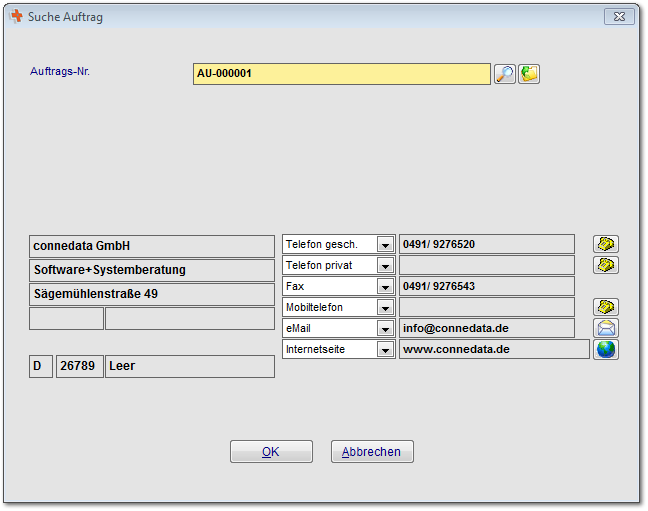 Suche Auftrag
Auftrags-Nr. AU-000001
connedata GmbH
Software+Systemberatung
Sägemühlenstraße 49
D 26789 Leer
Telefon gesch. 0491/ 9276520
Telefon privat
Fax 0491/ 9276543
Mobiltelefon
eMail info@connedata.de
Internetseite www.connedata.de
OK Abbrechen